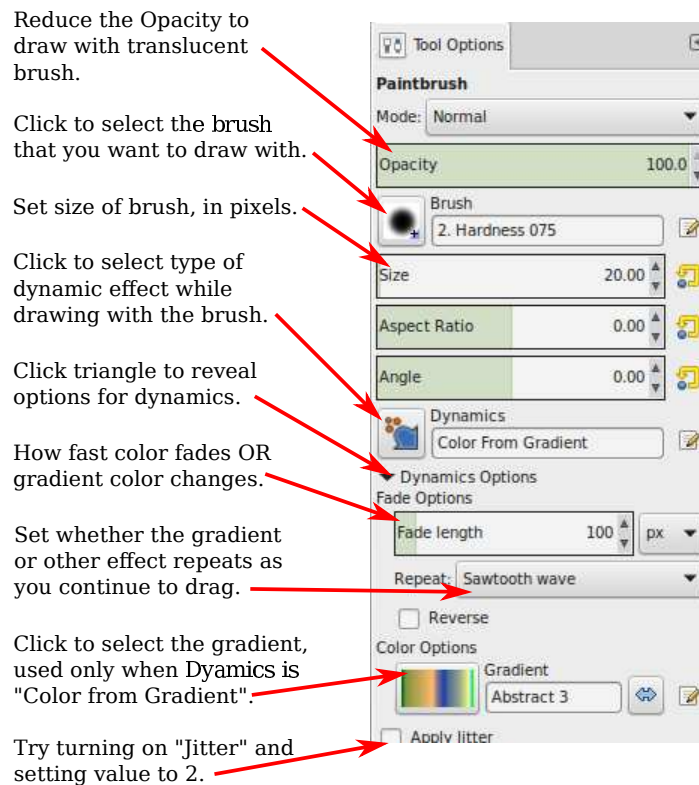 Reduce the Opacity to
draw with translucent
brush.
Click to select the brush
that you want to draw with.
Set size of brush, in pixels.
Click to select type of
dynamic effect while
drawing with the brush.
Click triangle to reveal
options for dynamics.
How fast color fades OR
gradient color changes.
Set whether the gradient
or other effect repeats as
you continue to drag.
Click to select the gradient,
used only when Dyamics is
"Color from Gradient".
Try turning on "Jitter" and
setting value to 2.
Tool Options
Paintbrush
Mode: Normal
Opacity 100.0
Brush
2. Hardness 075
Size 20.00
Aspect Ratio 0.00
Angle 0.00
Dynamics
Color From Gradient
Dynamics Options
Fade Options
Fade length 100 px
Repeat: Sawtooth wave
Reverse
Color Options
Gradient
Abstract 3
Apply Jitter